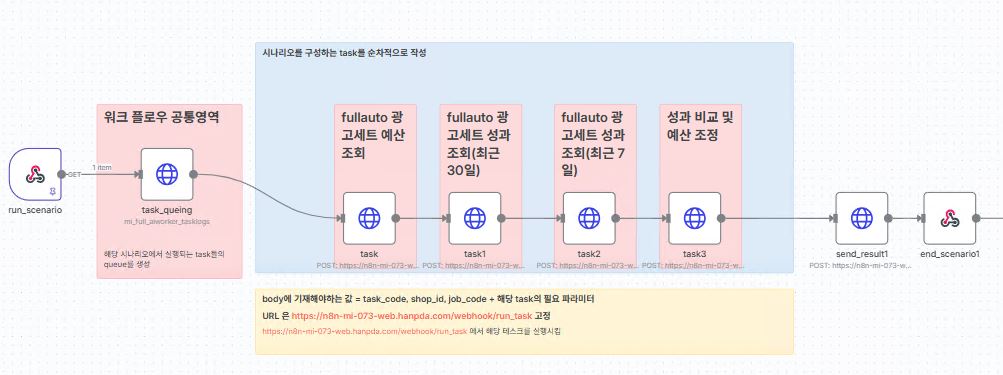 시나리오를 구성하는 task를 순차적으로 작성
워크 플로우 공통영역
fullauto 광
고세트 예산
조회
fullauto 광
고세트 성과
조회(최근
30일)
fullauto 광
고세트 성과
조회(최근 7
일)
성과 비교 및
예산 조정
GET
1 item
run_scenario
task_queing
mi_full_aiworker_tasklogs
해당 시나리오에서 실행되는 task들의
queue를 생성
task
POST: https://n8n-mi-073-w...
task1
POST: https://n8n-mi-073-w...
task2
POST: https://n8n-mi-073-w...
task3
POST: https://n8n-mi-073-w...
send_result1
POST: https://n8n-mi-073-w...
end_scenario1
body에 기재해야하는 값 = task_code, shop_id, job_code + 해당 task의 필요 파라미터
URL 은 https://n8n-mi-073-web.hanpda.com/webhook/run_task 고정
https://n8n-mi-073-web.hanpda.com/webhook/run_task 에서 해당 테스크를 실행시킴